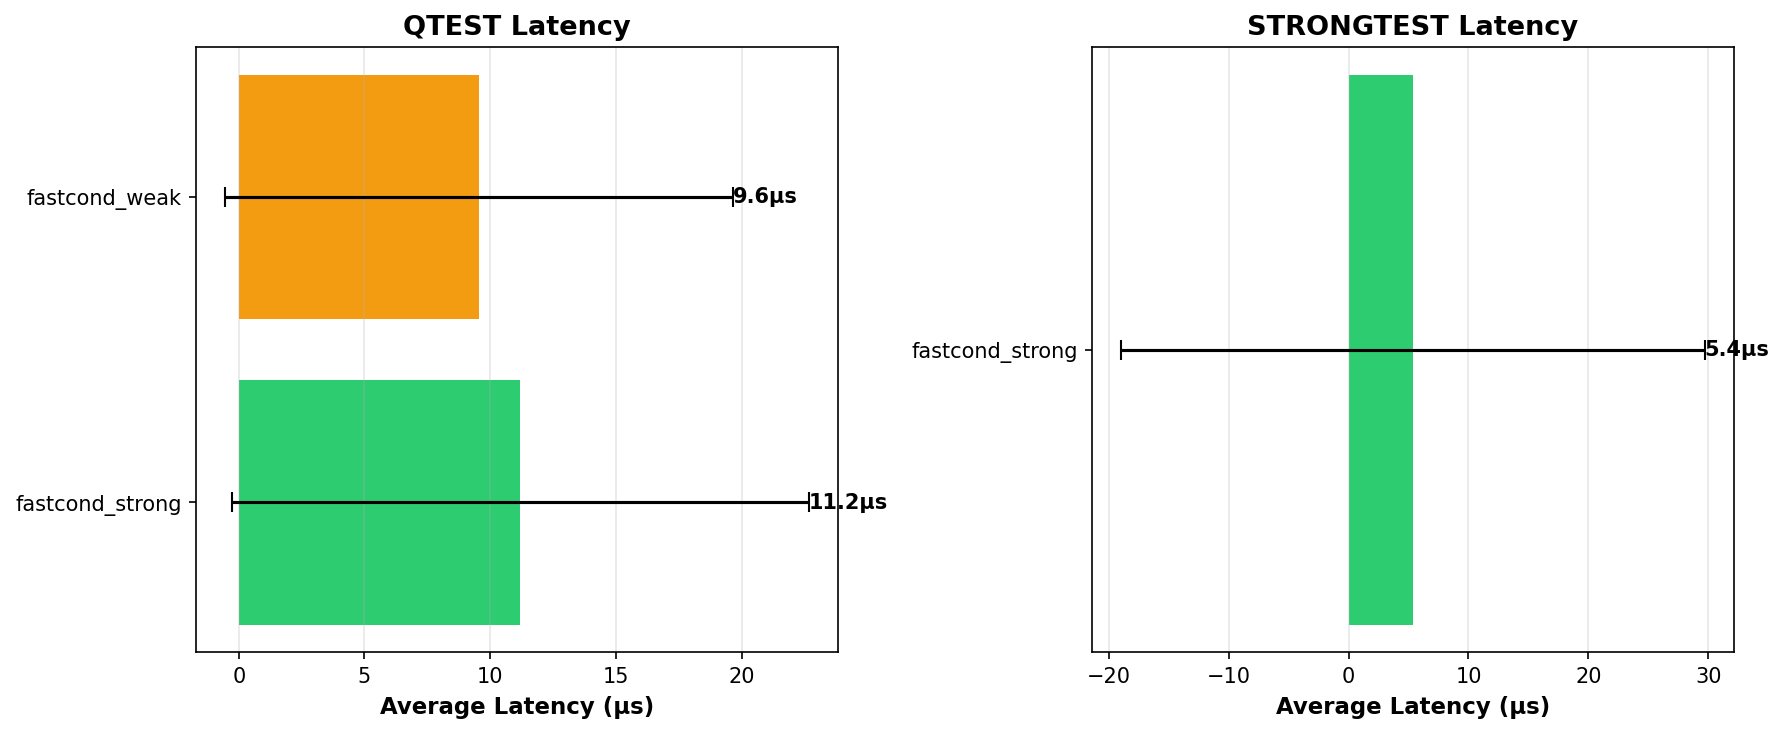 QTEST Latency
fastcond_weak
9.6µs
fastcond_strong
11.2µs
0 5 10 15 20
Average Latency (µs)
STRONGTEST Latency
fastcond_strong
5.4µs
−20 −10 0 10 20 30
Average Latency (µs)